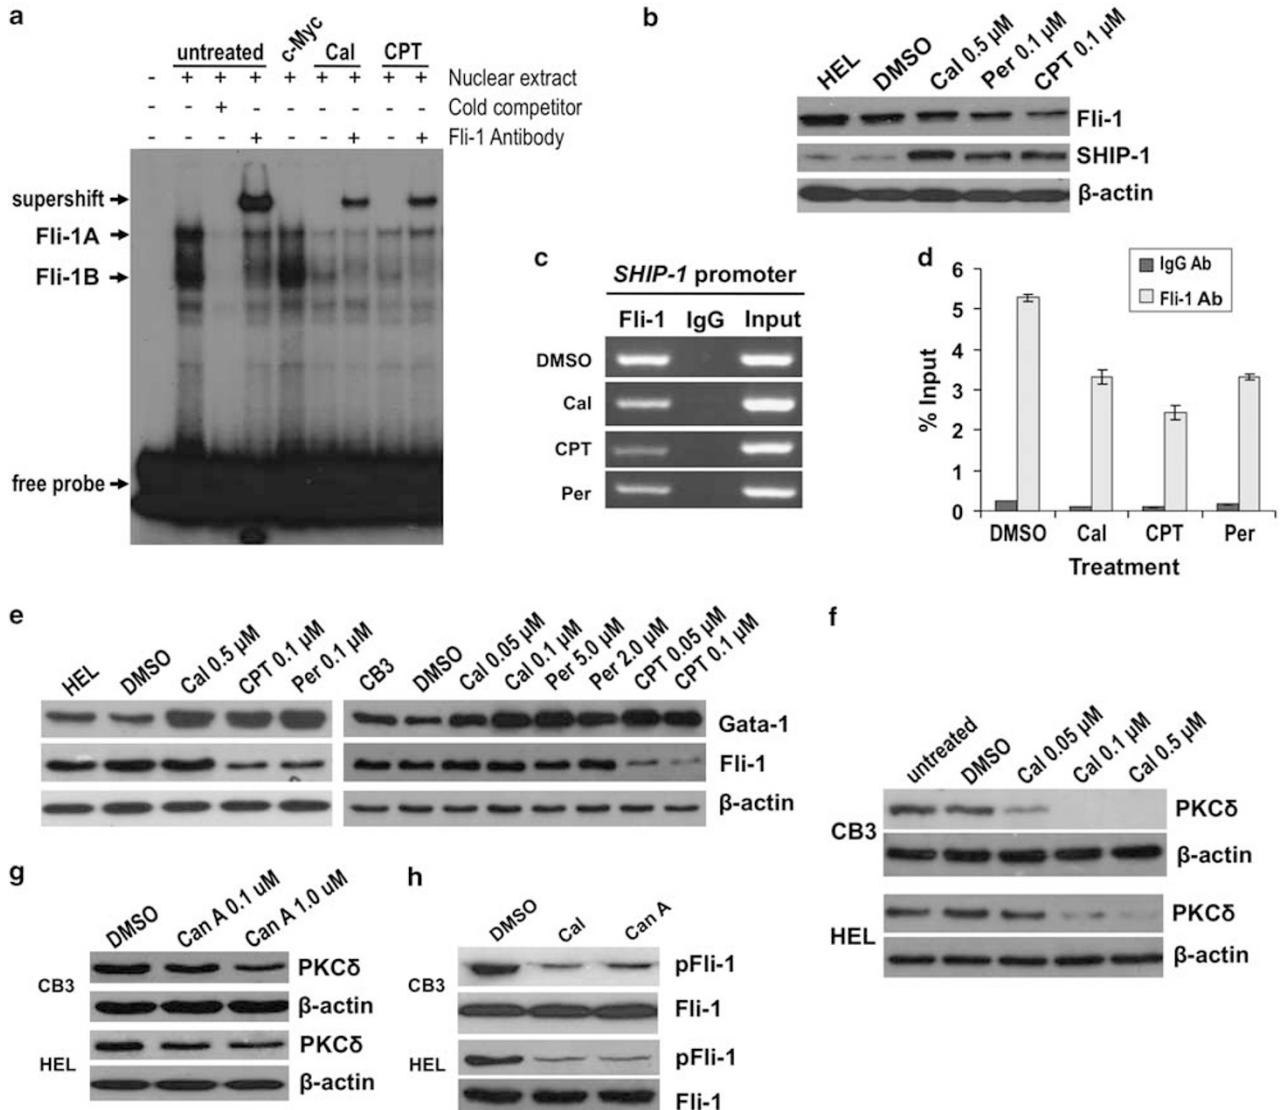 a
untreated c-Myc Cal CPT
- + + + + + + + + Nuclear extract
- - + - - - - - - Cold competitor
- - - + - - + - + Fli-1 Antibody
supershift
Fli-1A
Fli-1B
free probe
b
HEL DMSO Cal 0.5 µM Per 0.1 µM CPT 0.1 µM
Fli-1
SHIP-1
β-actin
c
SHIP-1 promoter
Fli-1 IgG Input
DMSO
Cal
CPT
Per
d
IgG Ab
Fli-1 Ab
% Input
6
5
4
3
2
1
0
DMSO Cal CPT Per
Treatment
e
HEL DMSO Cal 0.5 µM CPT 0.1 µM Per 0.1 µM
CB3 DMSO Cal 0.05 µM Cal 0.1 µM Per 5.0 µM Per 2.0 µM CPT 0.05 µM CPT 0.1 µM
Gata-1
Fli-1
β-actin
f
untreated DMSO Cal 0.05 µM Cal 0.1 µM Cal 0.5 µM
CB3
PKCδ
β-actin
HEL
PKCδ
β-actin
g
DMSO Can A 0.1 uM Can A 1.0 uM
CB3
PKCδ
β-actin
HEL
PKCδ
β-actin
h
DMSO Cal Can A
CB3
pFli-1
Fli-1
HEL
pFli-1
Fli-1